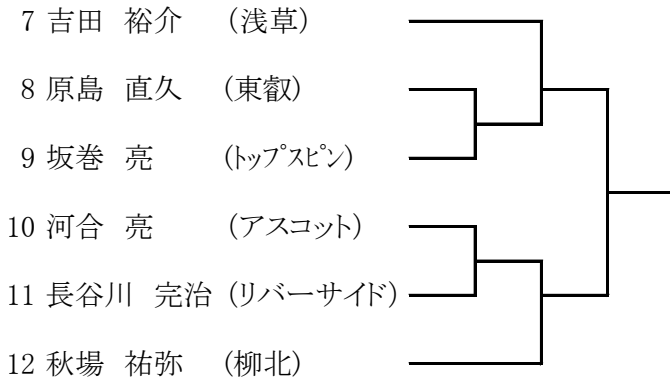 7 吉田 裕介 (浅草)
8 原島 直久 (東叡)
9 坂巻 亮 (トップスピン)
10 河合 亮 (アスコット)
11 長谷川 完治 (リバーサイド)
12 秋場 祐弥 (柳北)